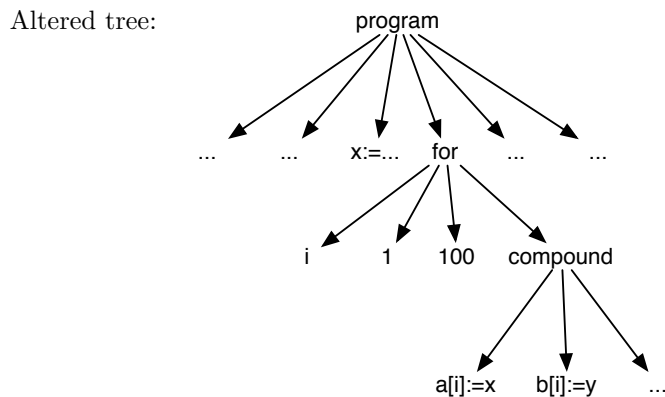 Altered tree:
program
... ... x:=... for ... ...
i 1 100 compound
a[i]:=x b[i]:=y ...